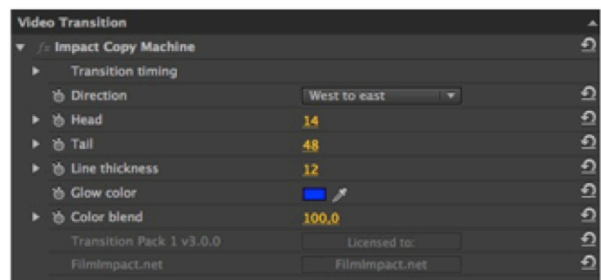 Video Transition
fx Impact Copy Machine
Transition timing
Direction West to east
Head 14
Tail 48
Line thickness 12
Glow color
Color blend 100,0
Transition Pack 1 v3.0.0 Licensed to:
FilmImpact.net FilmImpact.net